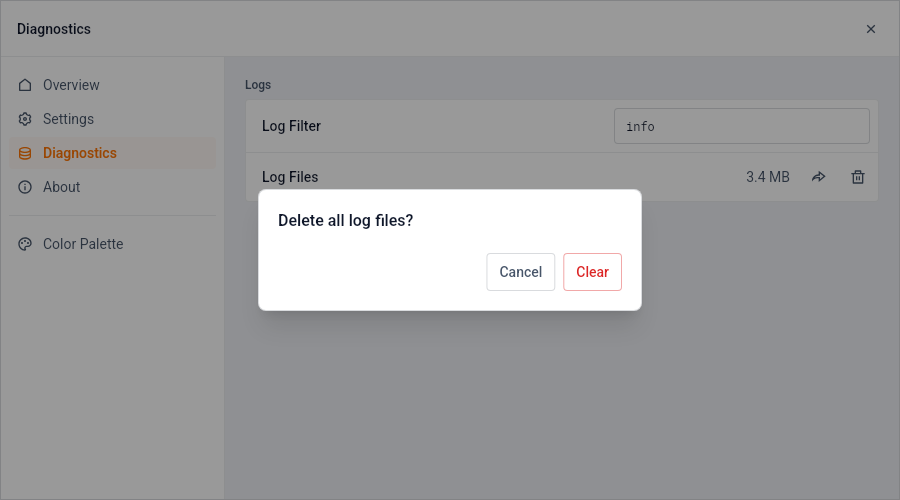 Diagnostics
Overview
Settings
Diagnostics
About
Color Palette
Logs
Log Filter
info
Log Files
3.4 MB
Delete all log files?
Cancel
Clear